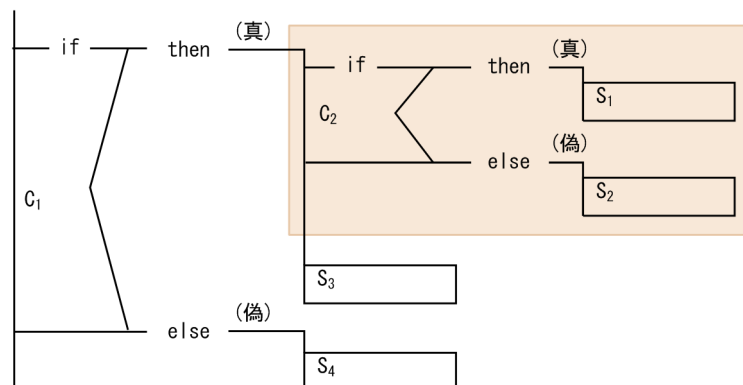 if then (真)
if then (真)
C₂ S₁
else (偽)
S₂
C₁
S₃
else (偽)
S₄